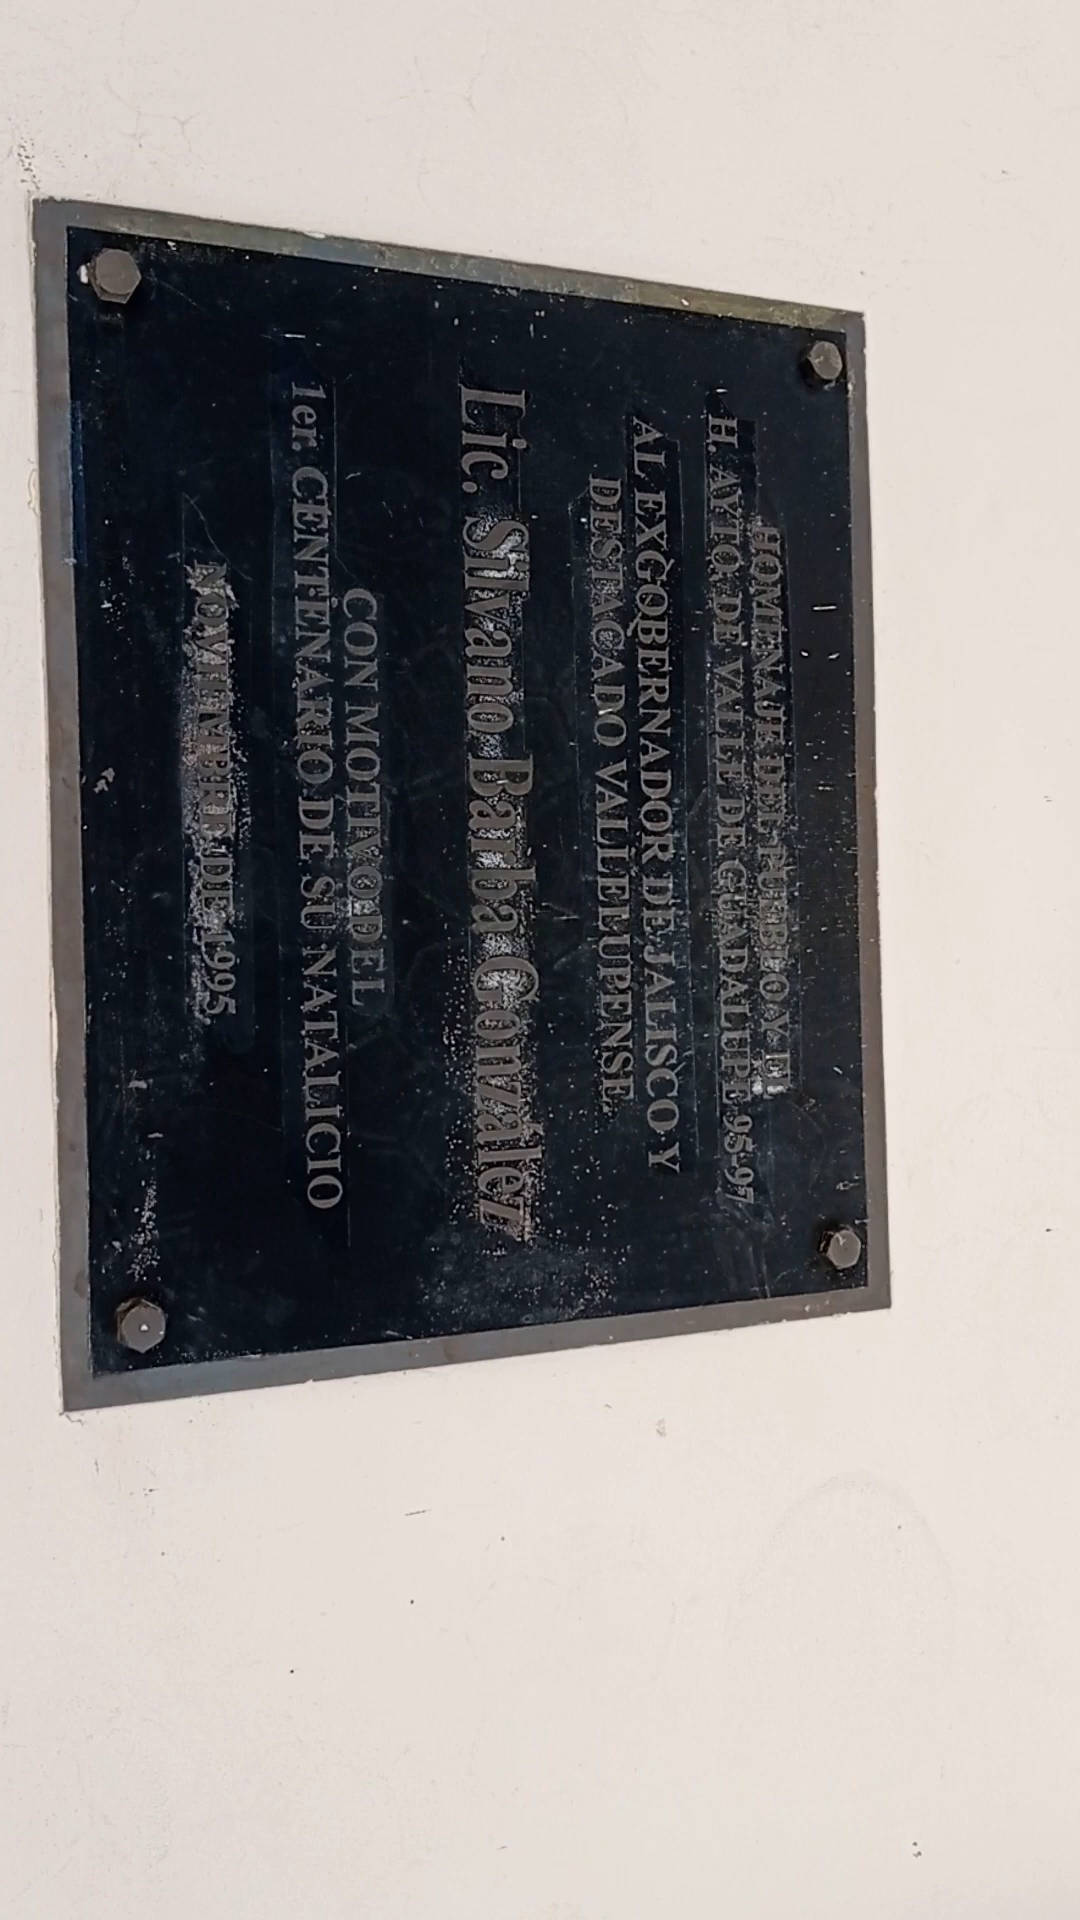 HOMENAJE DEL PUEBLO Y EL
H. AYTO. DE VALLE DE GUADALUPE 95-97
AL EXGOBERNADOR DE JALISCO Y
DESTACADO VALLELUPENSE.
Lic. Silvano Barba González
CON MOTIVO DEL
1er. CENTENARIO DE SU NATALICIO
NOVIEMBRE DE 1995